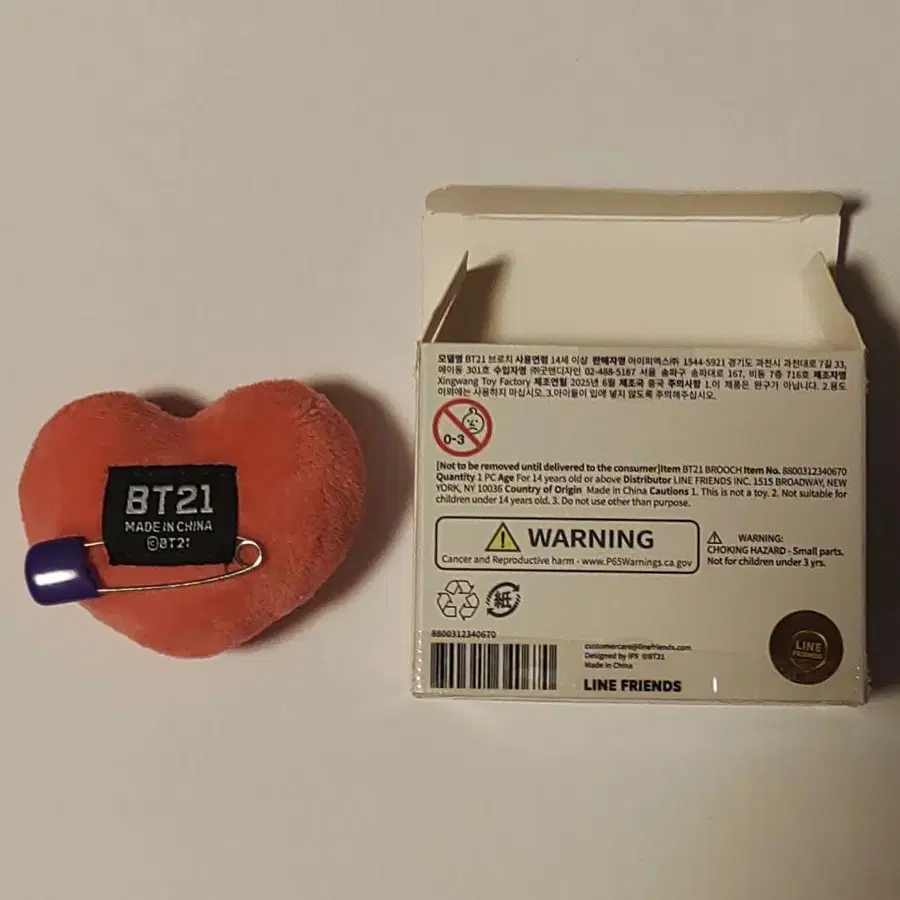 BT21
MADE IN CHINA
©BT21
모델명 BT21 브로치 사용연령 14세 이상 판매자명 아이피엑스㈜ 1544-5921 경기도 과천시 과천대로 7길 33,
에이동 301호 수입자명 ㈜굿앤디자인 02-488-5187 서울 송파구 송파대로 167, 비동 7층 716호 제조자명
Xingwang Toy Factory 제조연월 2025년 6월 제조국 중국 주의사항 1.이 제품은 완구가 아닙니다. 2.용도
이외에는 사용하지 마십시오. 3.아이들이 입에 넣지 않도록 주의해주십시오.
0-3
[Not to be removed until delivered to the consumer]Item BT21 BROOCH Item No. 8800312340670
Quantity 1 PC Age For 14 years old or above Distributor LINE FRIENDS INC. 1515 BROADWAY, NEW
YORK, NY 10036 Country of Origin Made in China Cautions 1. This is not a toy. 2. Not suitable for
children under 14 years old. 3. Do not use other than purpose.
WARNING
Cancer and Reproductive harm - www.P65Warnings.ca.gov
WARNING:
CHOKING HAZARD - Small parts.
Not for children under 3 yrs.
紙
8800312340670
customercare@linefriends.com
Designed by IPX ©BT21
Made in China
LINE FRIENDS
LINE
FRIENDS